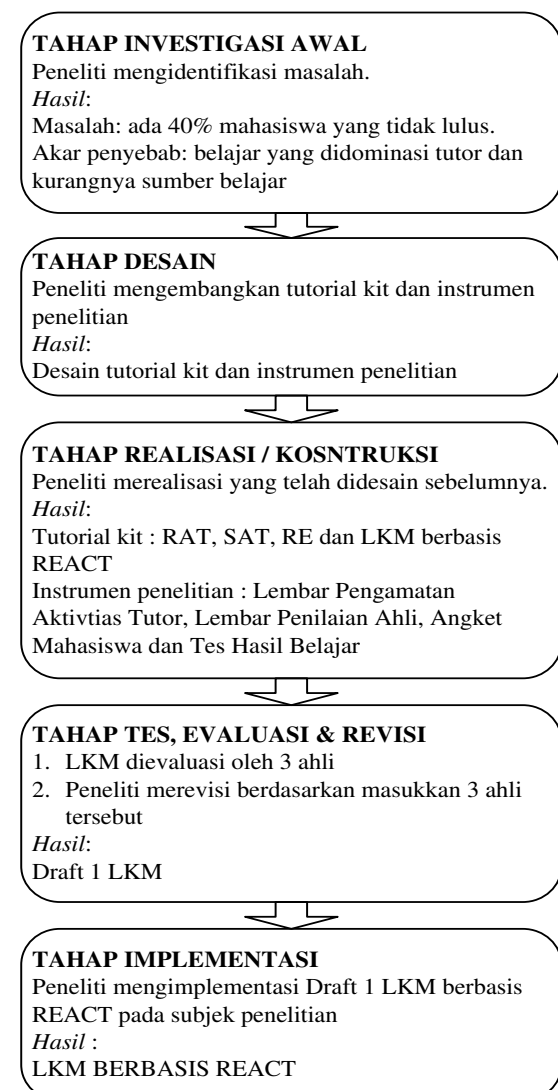 TAHAP INVESTIGASI AWAL
Peneliti mengidentifikasi masalah.
Hasil:
Masalah: ada 40% mahasiswa yang tidak lulus.
Akar penyebab: belajar yang didominasi tutor dan
kurangnya sumber belajar
TAHAP DESAIN
Peneliti mengembangkan tutorial kit dan instrumen
penelitian
Hasil:
Desain tutorial kit dan instrumen penelitian
TAHAP REALISASI / KOSNTRUKSI
Peneliti merealisasi yang telah didesain sebelumnya.
Hasil:
Tutorial kit : RAT, SAT, RE dan LKM berbasis
REACT
Instrumen penelitian : Lembar Pengamatan
Aktivtias Tutor, Lembar Penilaian Ahli, Angket
Mahasiswa dan Tes Hasil Belajar
TAHAP TES, EVALUASI & REVISI
1. LKM dievaluasi oleh 3 ahli
2. Peneliti merevisi berdasarkan masukkan 3 ahli
tersebut
Hasil:
Draft 1 LKM
TAHAP IMPLEMENTASI
Peneliti mengimplementasi Draft 1 LKM berbasis
REACT pada subjek penelitian
Hasil :
LKM BERBASIS REACT